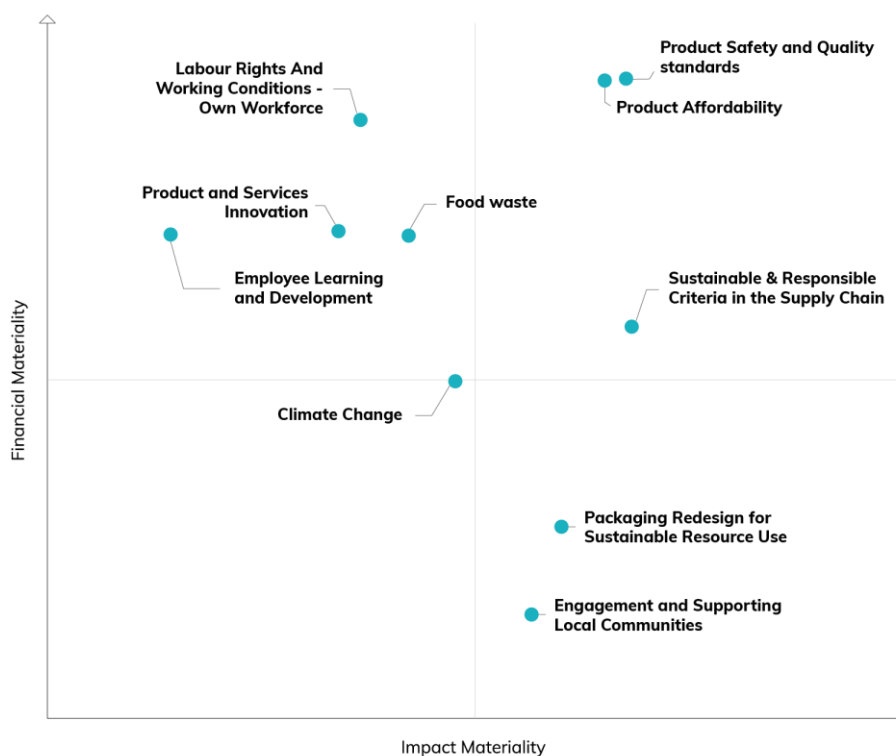 Product Safety and Quality
standards
Labour Rights And
Working Conditions -
Own Workforce
Product Affordability
Product and Services
Innovation
Food waste
Employee Learning
and Development
Sustainable & Responsible
Criteria in the Supply Chain
Climate Change
Financial Materiality
Packaging Redesign for
Sustainable Resource Use
Engagement and Supporting
Local Communities
Impact Materiality